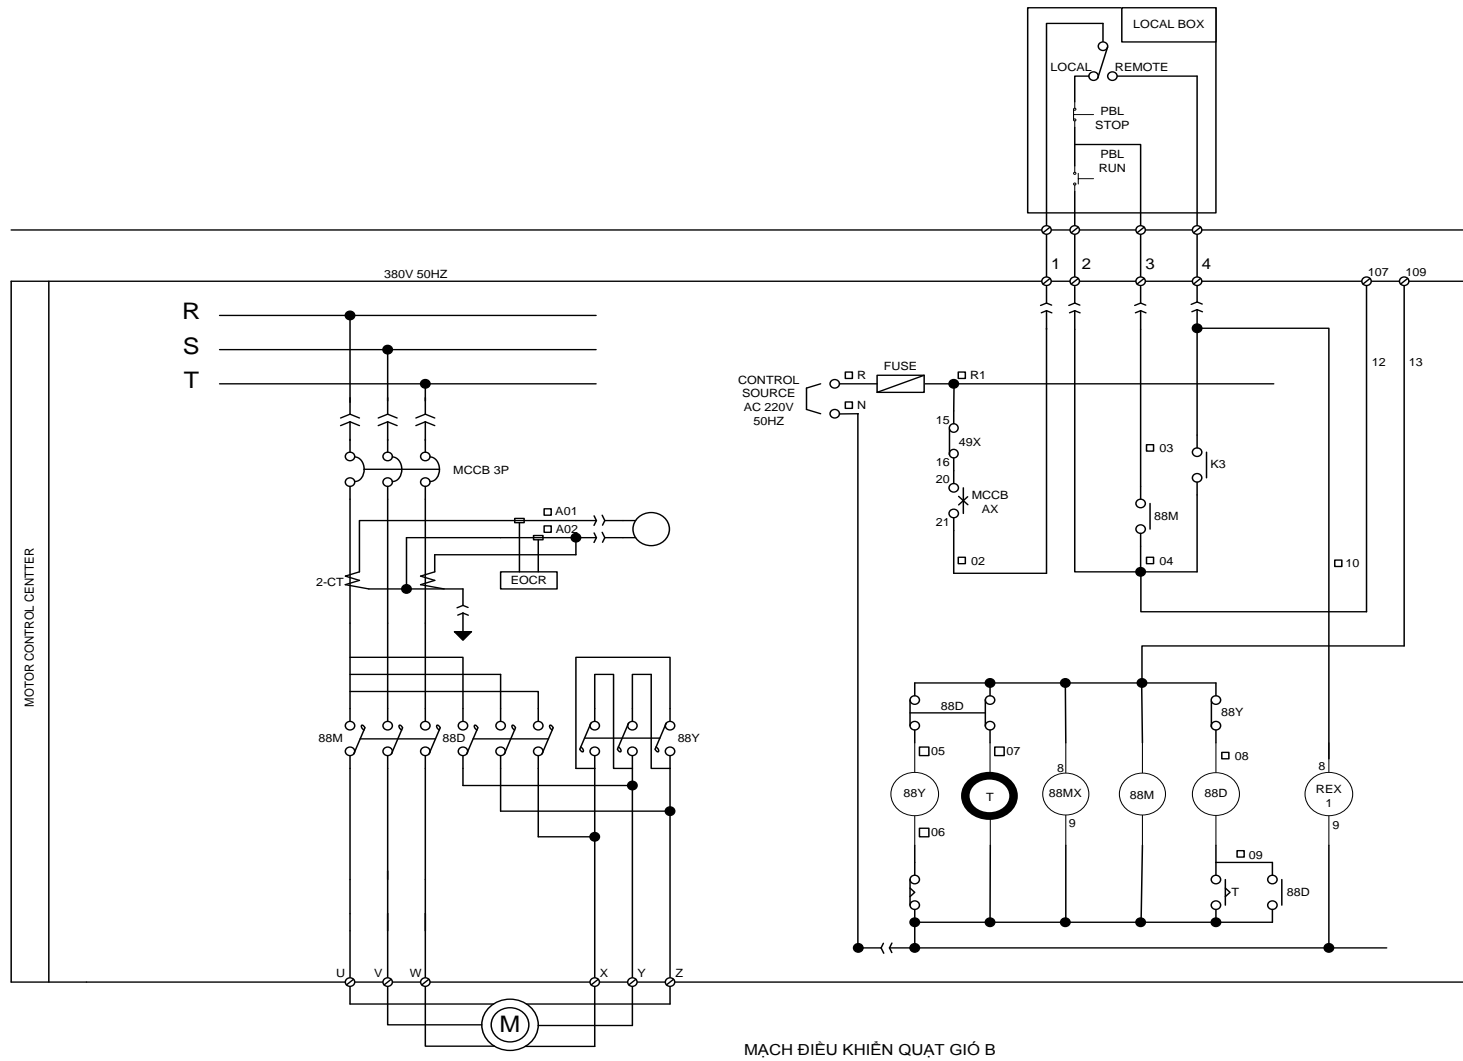 LOCAL BOX
LOCAL
REMOTE
PBL
STOP
PBL
RUN
1
2
3
4
107
109
380V 50HZ
R
S
T
12
13
CONTROL
SOURCE
AC 220V
50HZ
R
N
FUSE
R1
15
49X
16
20
MCCB
AX
21
02
03
K3
88M
04
10
MCCB 3P
A01
A02
2-CT
EOCR
MOTOR CONTROL CENTTER
88M
88D
88Y
88D
88Y
05
07
08
88Y
T
8
88MX
9
88M
88D
8
REX
1
9
06
09
T
88D
U
V
W
X
Y
Z
M
MẠCH ĐIỀU KHIỂN QUẠT GIÓ B